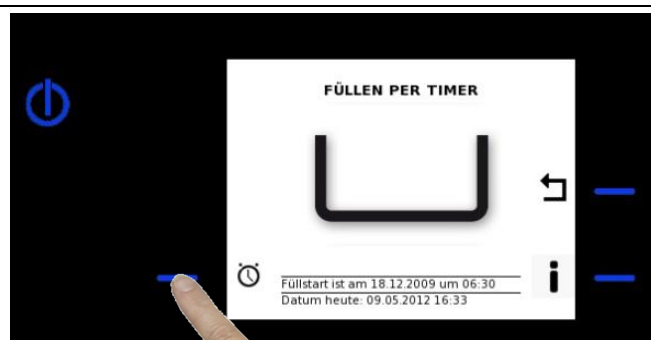 FÜLLEN PER TIMER
i
Füllstart ist am 18.12.2009 um 06:30
Datum heute: 09.05.2012 16:33